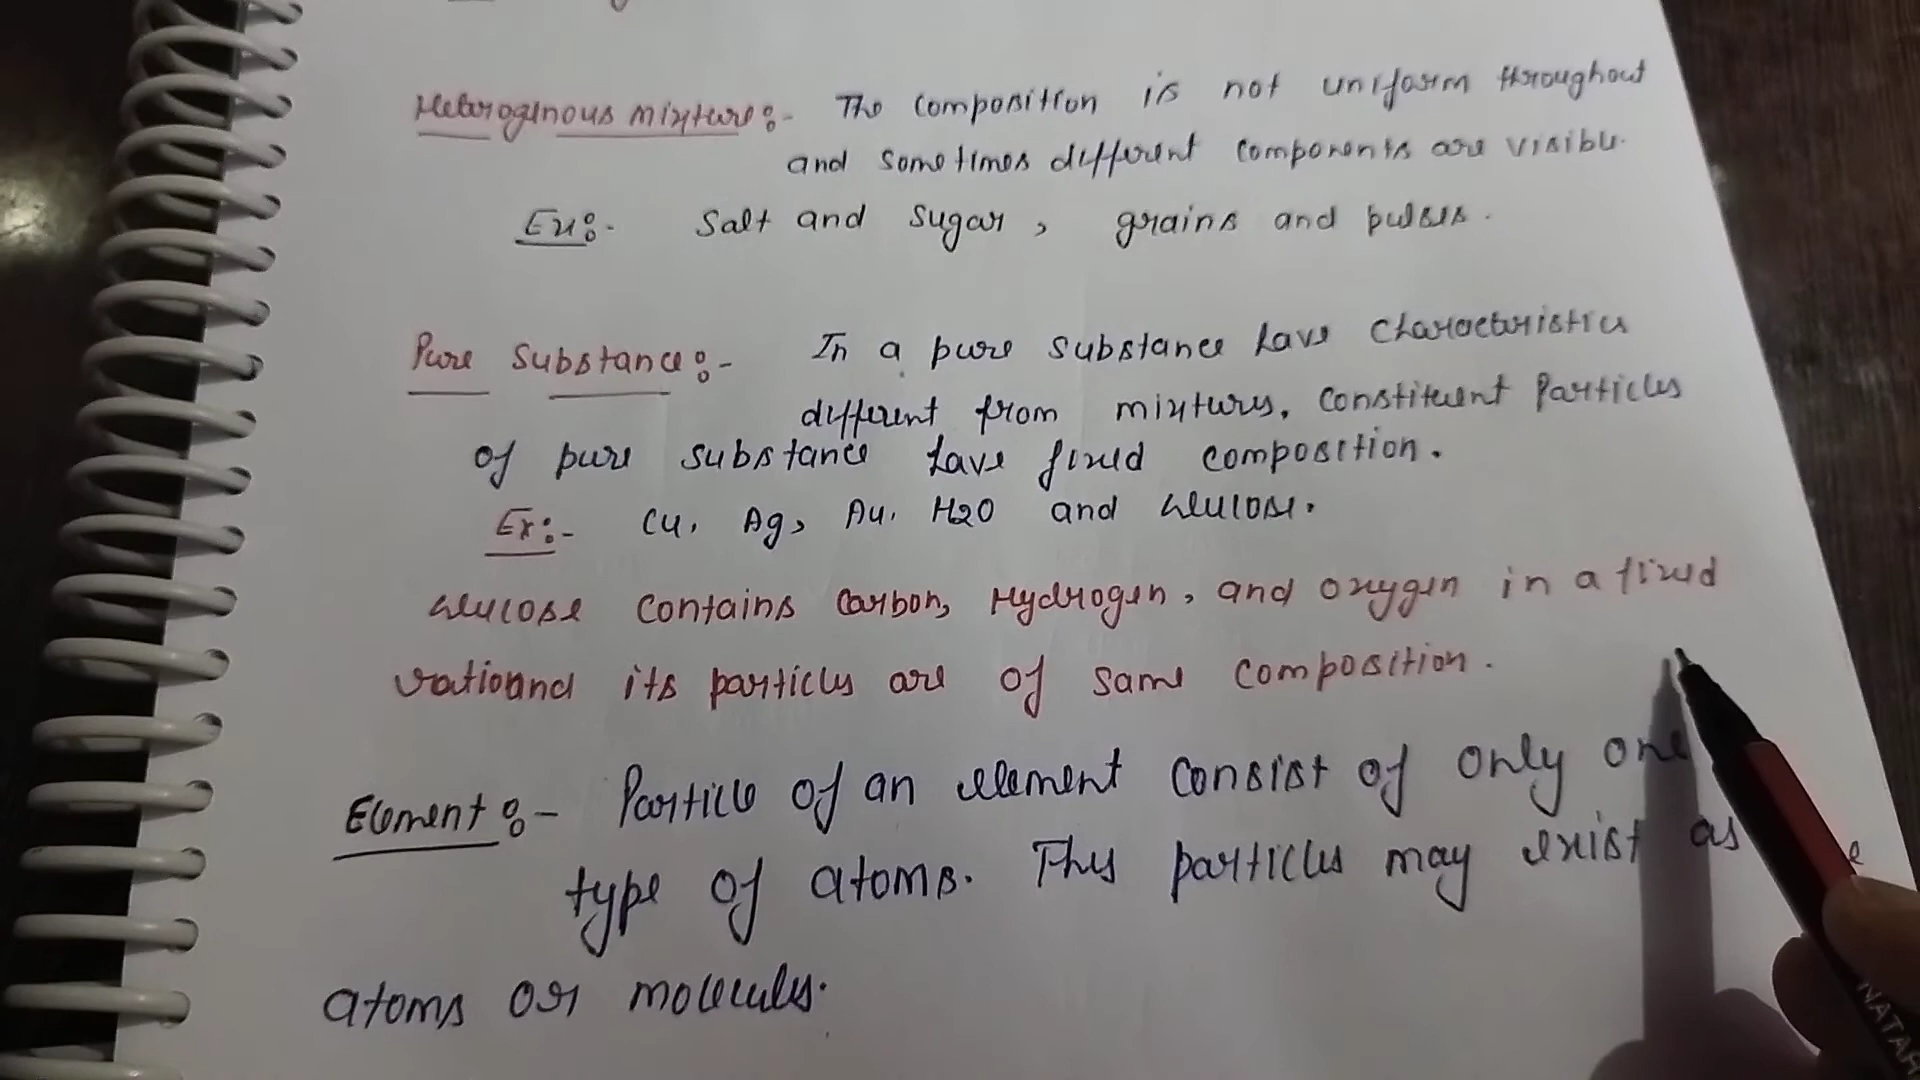 Heterogenous mixture:- The composition is not uniform throughout
and sometimes different components are visible.
Ex:- Salt and sugar, grains and pulses.
Pure Substance:- In a pure substance have characteristics
different from mixtures. Constituent Particles
of pure substance have fixed composition.
Ex:- Cu, Ag, Au, H2O and Glucose.
Glucose contains Carbon, Hydrogen, and oxygen in a fixed
ratio and its particles are of same composition.
Element:- Particle of an element consist of only one
type of atoms. This particles may exist as
atoms or molecules.
NATAR